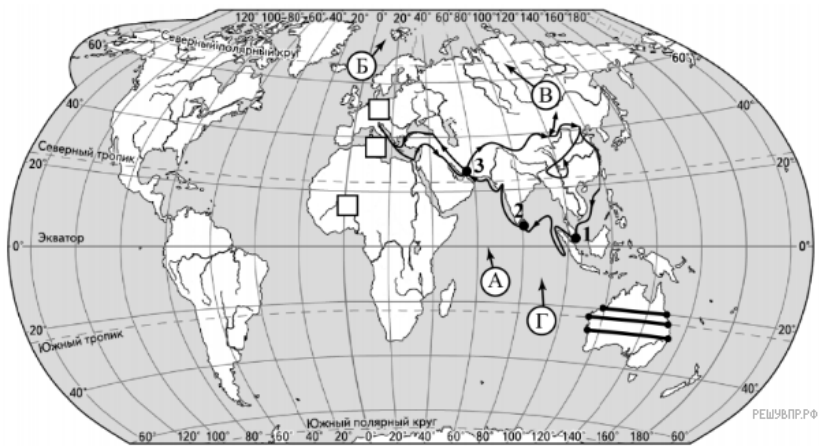 120° 100° 80° 60° 40° 20° 0° 20° 40° 60° 80° 100° 120° 140° 160° 180°
60° Северный полярный круг 60°
Б
В
40° 40°
Северный тропик
20° 3 20°
2
1
Экватор
0° 0°
А
Г
20° 20°
Южный тропик
40° 40°
РЕШУВПР.РФ
Южный полярный круг
60° 40° 20° 0° 20° 40° 60° 80° 100° 120° 140° 160° 180° 160°